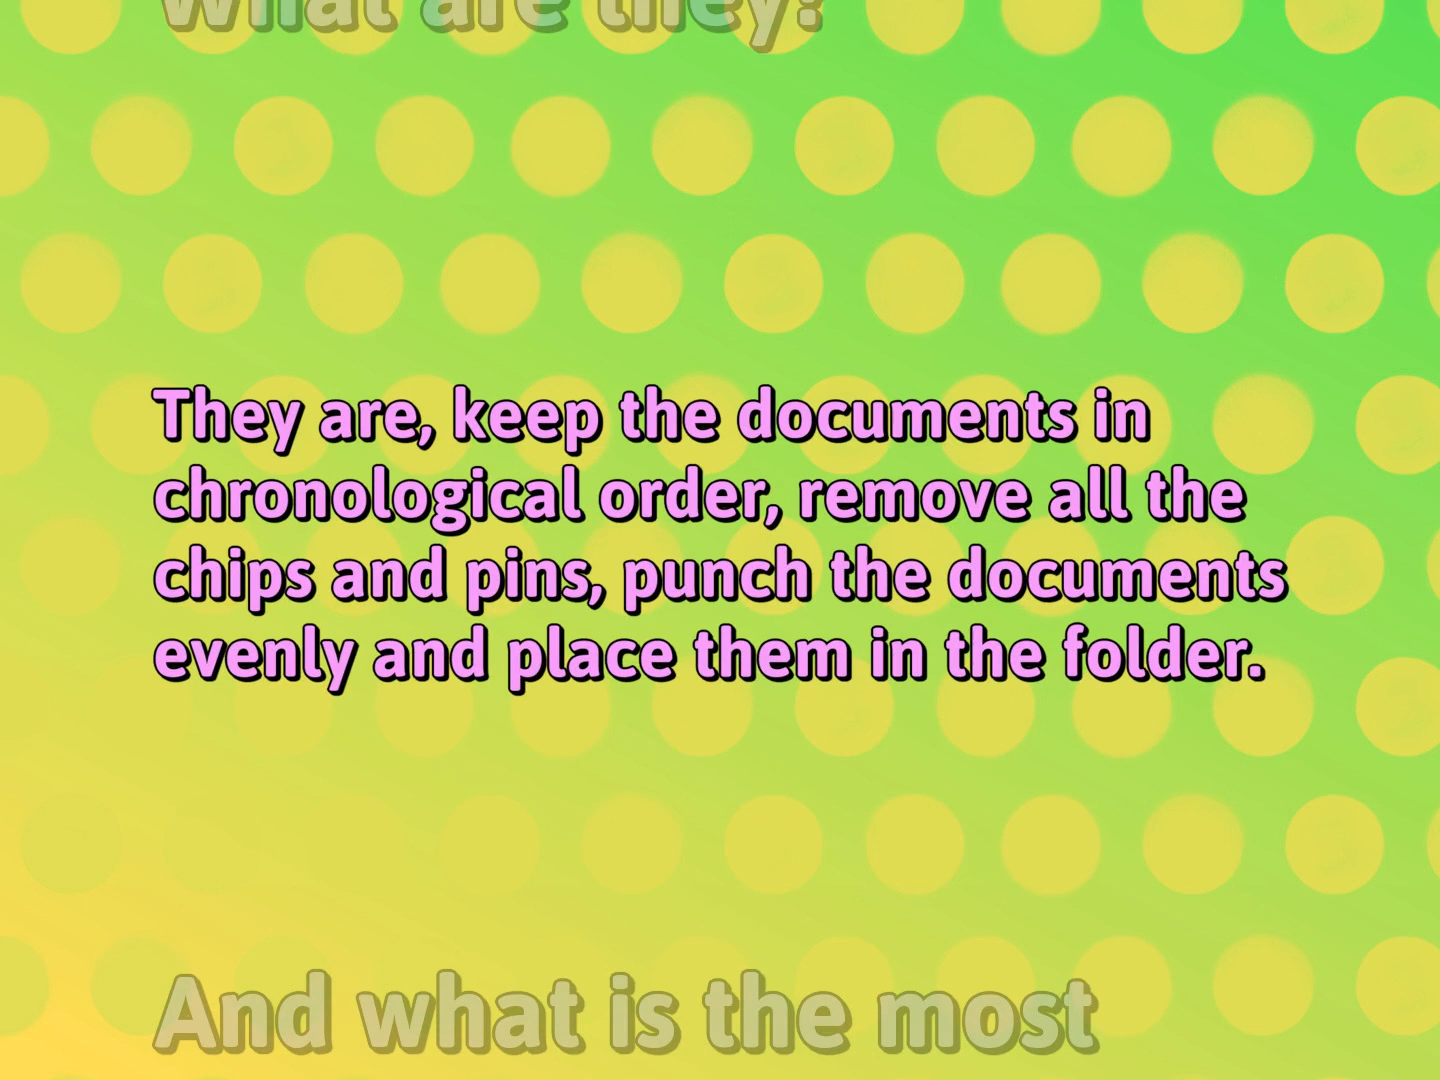 what are they?
They are, keep the documents in
chronological order, remove all the
chips and pins, punch the documents
evenly and place them in the folder.
And what is the most